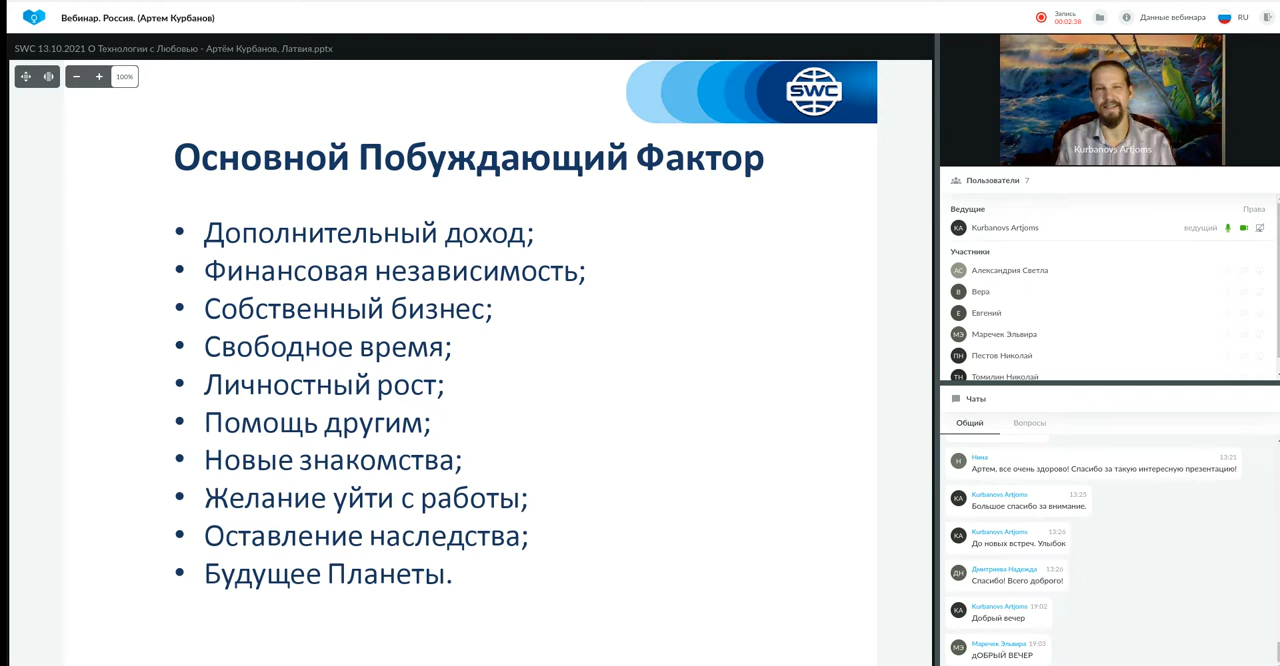 Вебинар. Россия. (Артем Курбанов)
Запись
00:02:38
Данные вебинара
RU
SWC 13.10.2021 О Технологии с Любовью - Артём Курбанов, Латвия.pptx
100%
SWC
Основной Побуждающий Фактор
• Дополнительный доход;
• Финансовая независимость;
• Собственный бизнес;
• Свободное время;
• Личностный рост;
• Помощь другим;
• Новые знакомства;
• Желание уйти с работы;
• Оставление наследства;
• Будущее Планеты.
Kurbanovs Artjoms
Пользователи 7
Ведущие Права
KA Kurbanovs Artjoms ведущий
Участники
АС Александрия Светла
В Вера
Е Евгений
МЭ Маречек Эльвира
ПН Пестов Николай
ТН Томилин Николай
Чаты
Общий Вопросы
Н Нина 13:21
Артем, все очень здорово! Спасибо за такую интересную презентацию!
KA Kurbanovs Artjoms 13:25
Большое спасибо за внимание.
KA Kurbanovs Artjoms 13:26
До новых встреч. Улыбок
ДН Дмитриева Надежда 13:26
Спасибо! Всего доброго!
KA Kurbanovs Artjoms 19:02
Добрый вечер
МЭ Маречек Эльвира 19:03
дОБРЫЙ ВЕЧЕР